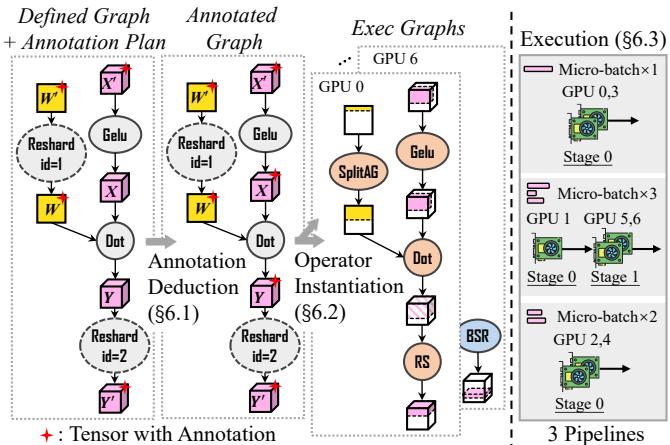 Defined Graph
+ Annotation Plan
Annotated
Graph
Exec Graphs
Execution (§6.3)
W'
X'
Reshard
id=1
Gelu
W
X
Dot
Y
Reshard
id=2
Y'
Annotation
Deduction
(§6.1)
W'
X'
Reshard
id=1
Gelu
W
X
Dot
Y
Reshard
id=2
Y'
Operator
Instantiation
(§6.2)
... GPU 6
GPU 0
SplitAG
Gelu
Dot
RS
BSR
Micro-batch×1
GPU 0,3
Stage 0
Micro-batch×3
GPU 1 GPU 5,6
Stage 0 Stage 1
Micro-batch×2
GPU 2,4
Stage 0
: Tensor with Annotation
3 Pipelines